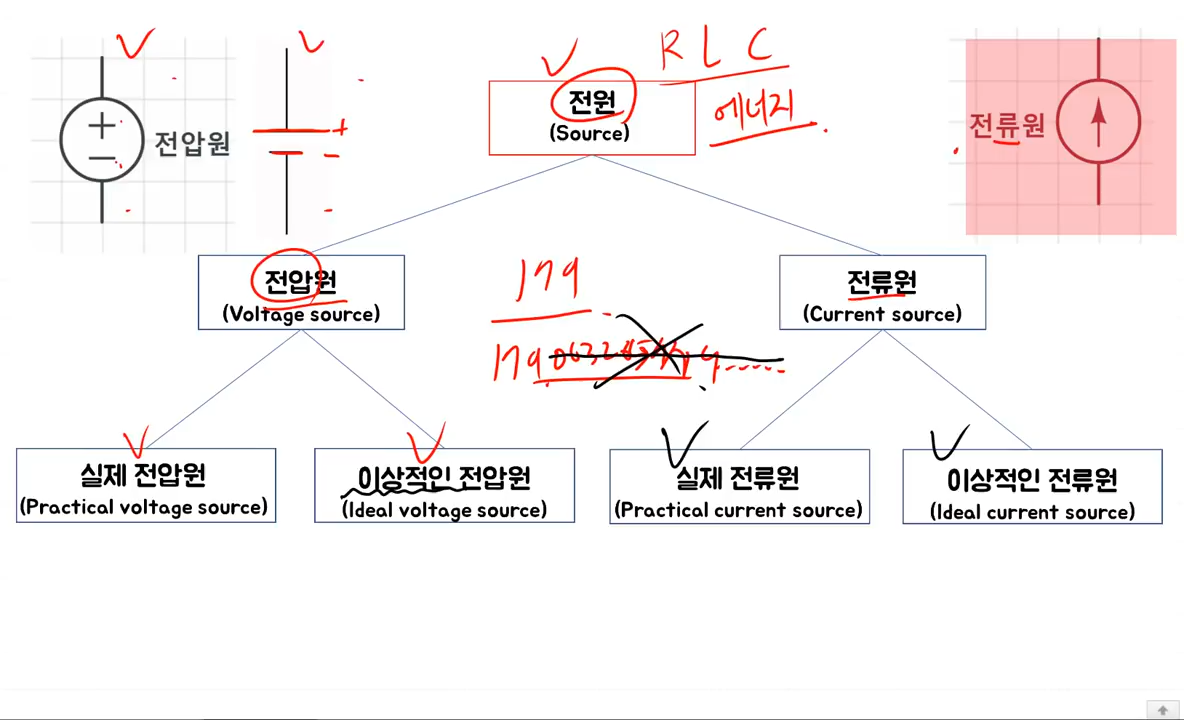 R L C
전원
(Source)
에너지
+
−
전압원
+
−
전류원
전압원
(Voltage source)
179
전류원
(Current source)
실제 전압원
(Practical voltage source)
이상적인 전압원
(Ideal voltage source)
실제 전류원
(Practical current source)
이상적인 전류원
(Ideal current source)